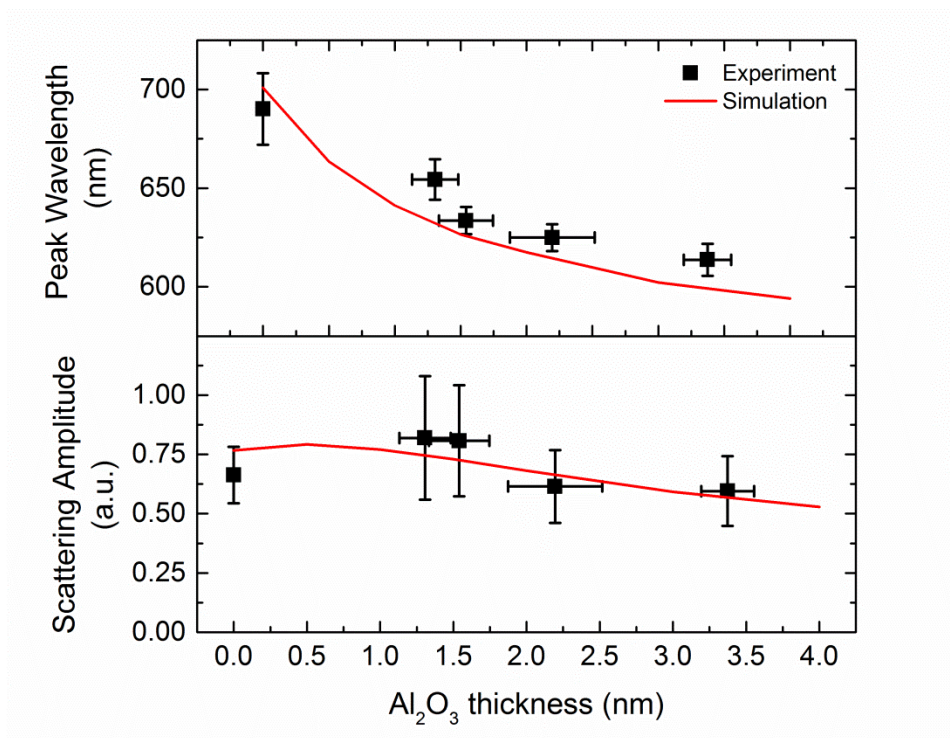 Peak Wavelength
(nm)
700
650
600
Experiment
Simulation
Scattering Amplitude
(a.u.)
1.00
0.75
0.50
0.25
0.00
0.0 0.5 1.0 1.5 2.0 2.5 3.0 3.5 4.0
Al₂O₃ thickness (nm)